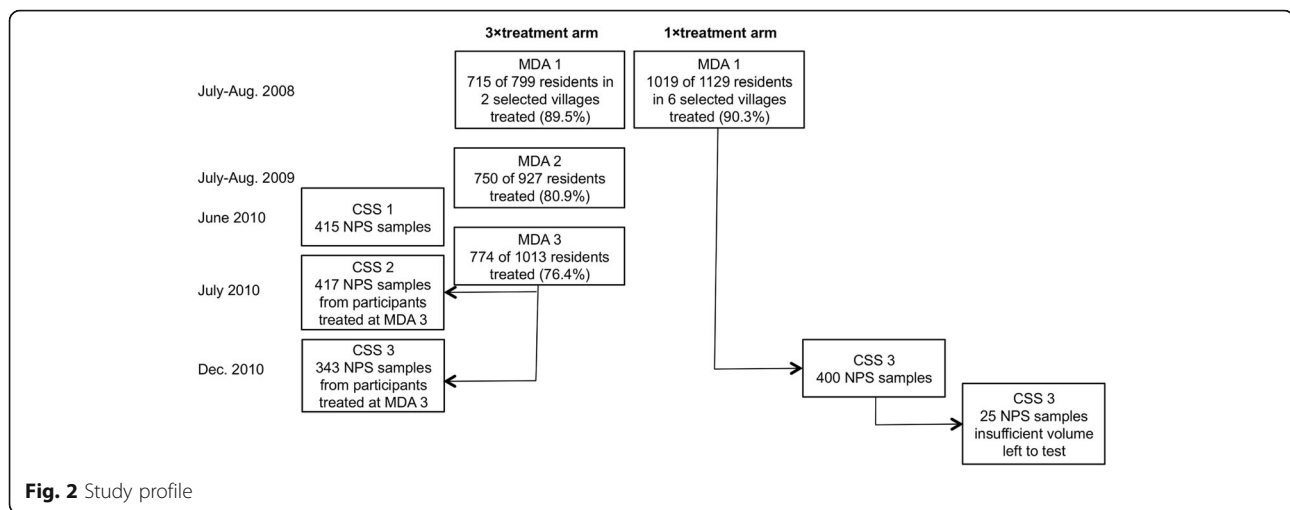 3×treatment arm
1×treatment arm
July-Aug. 2008
MDA 1
715 of 799 residents in
2 selected villages
treated (89.5%)
MDA 1
1019 of 1129 residents
in 6 selected villages
treated (90.3%)
July-Aug. 2009
MDA 2
750 of 927 residents
treated (80.9%)
June 2010
CSS 1
415 NPS samples
MDA 3
774 of 1013 residents
treated (76.4%)
July 2010
CSS 2
417 NPS samples
from participants
treated at MDA 3
Dec. 2010
CSS 3
343 NPS samples
from participants
treated at MDA 3
CSS 3
400 NPS samples
CSS 3
25 NPS samples
insufficient volume
left to test
Fig. 2 Study profile